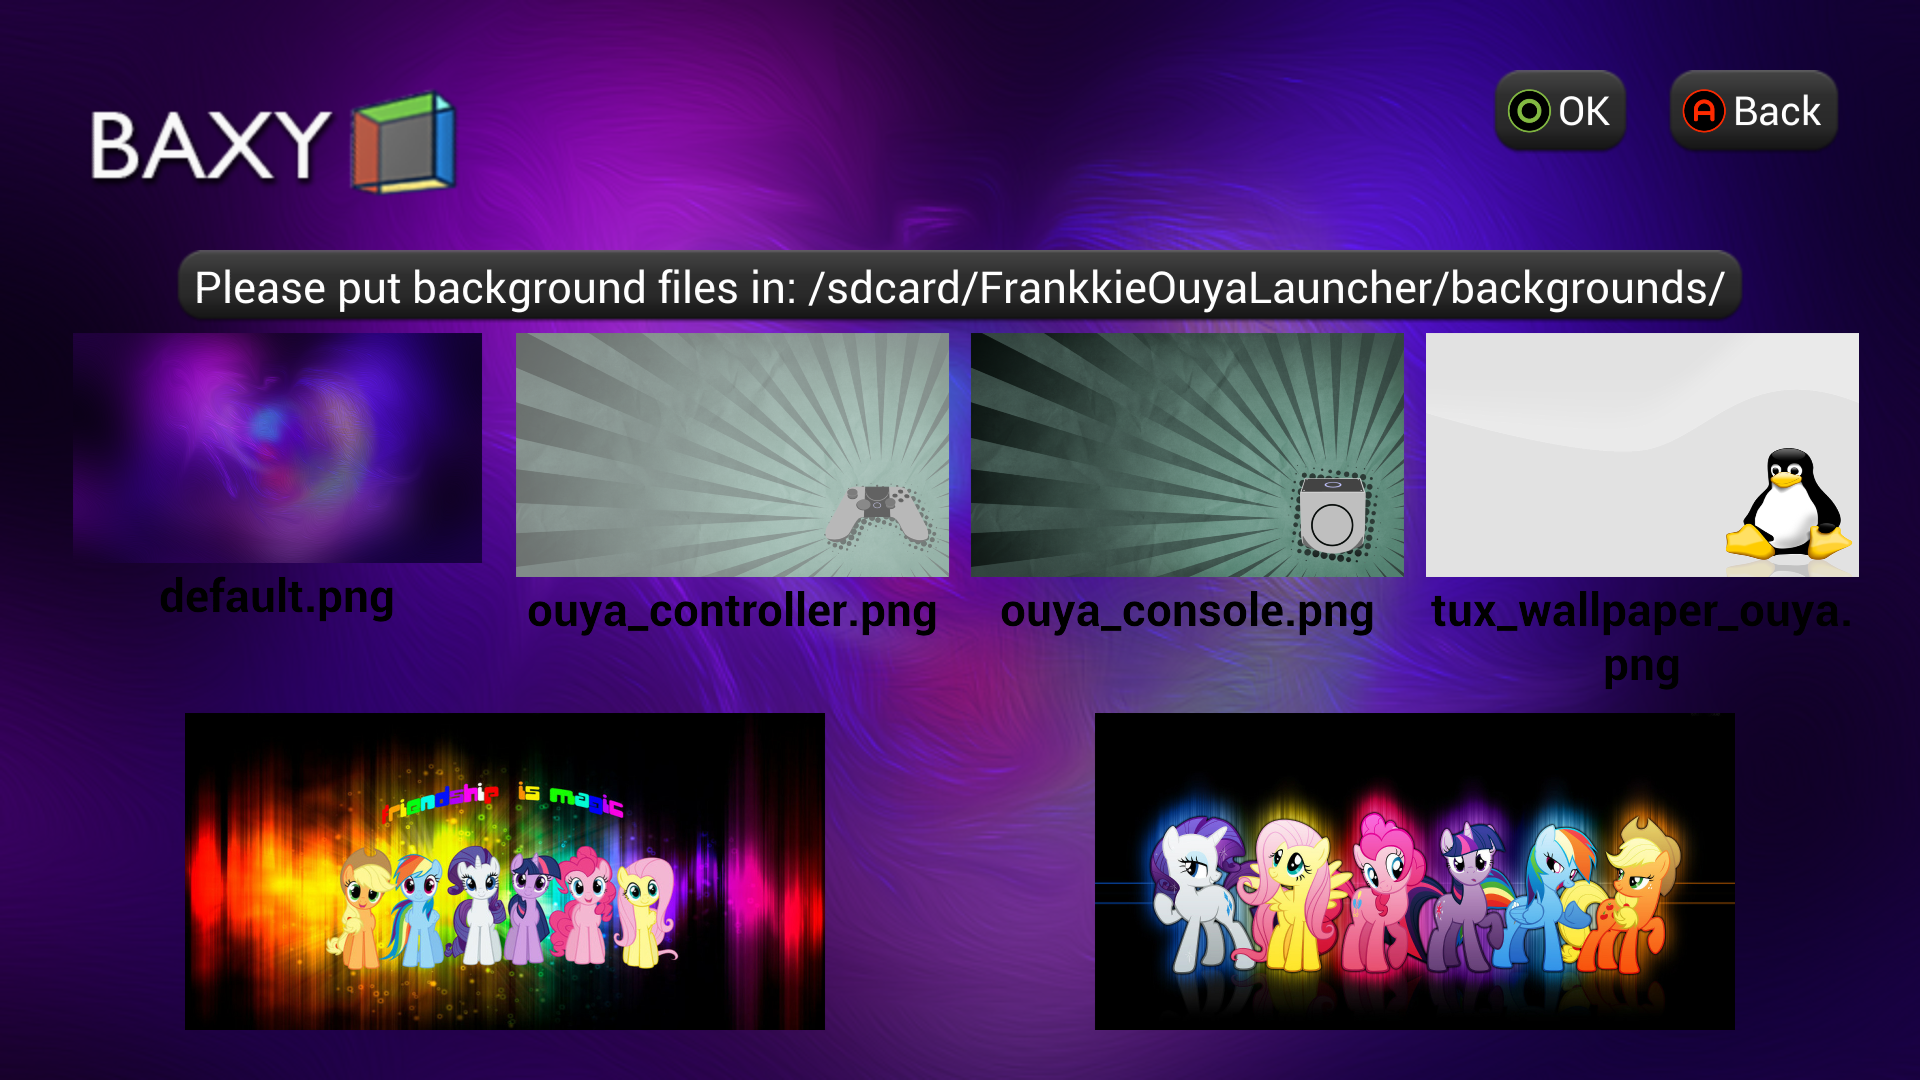 BAXY
OK
Back
Please put background files in: /sdcard/FrankkieOuyaLauncher/backgrounds/
default.png
ouya_controller.png
ouya_console.png
tux_wallpaper_ouya.
png
friendship is magic